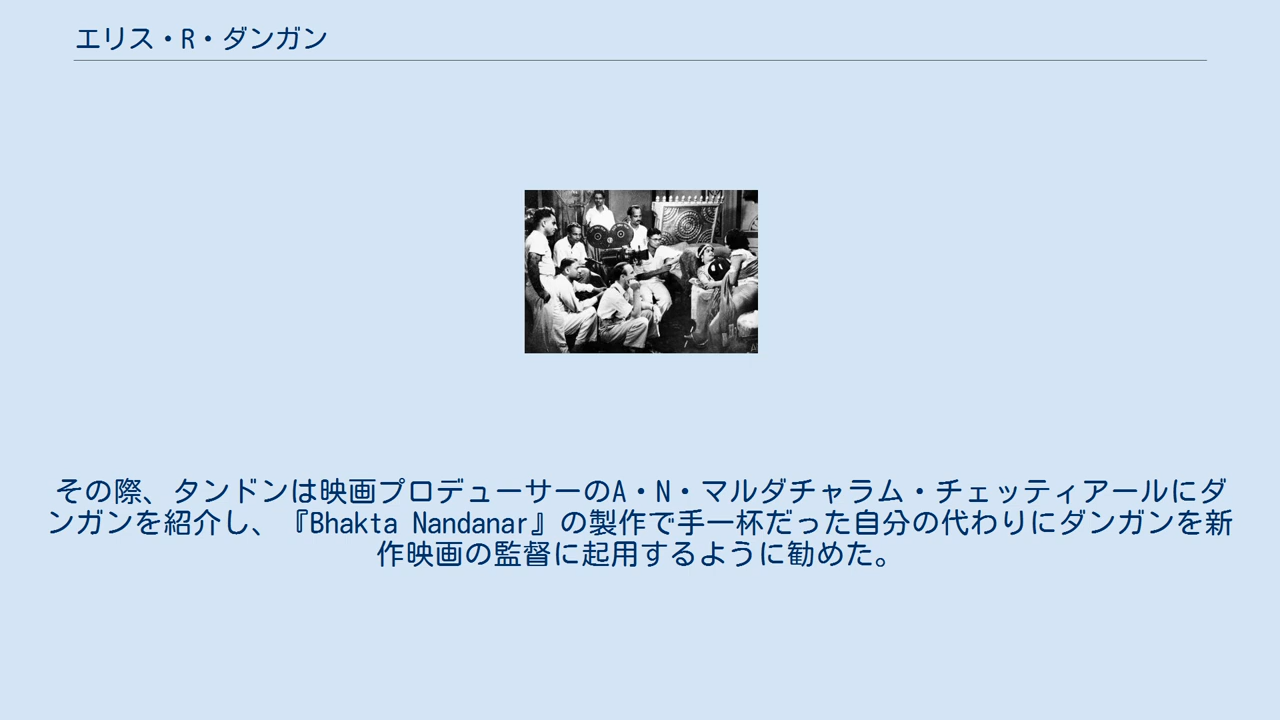 エリス・R・ダンガン
その際、タンドンは映画プロデューサーのA・N・マルダチャラム・チェッティアールにダ
ンガンを紹介し、『Bhakta Nandanar』の製作で手一杯だった自分の代わりにダンガンを新
作映画の監督に起用するように勧めた。